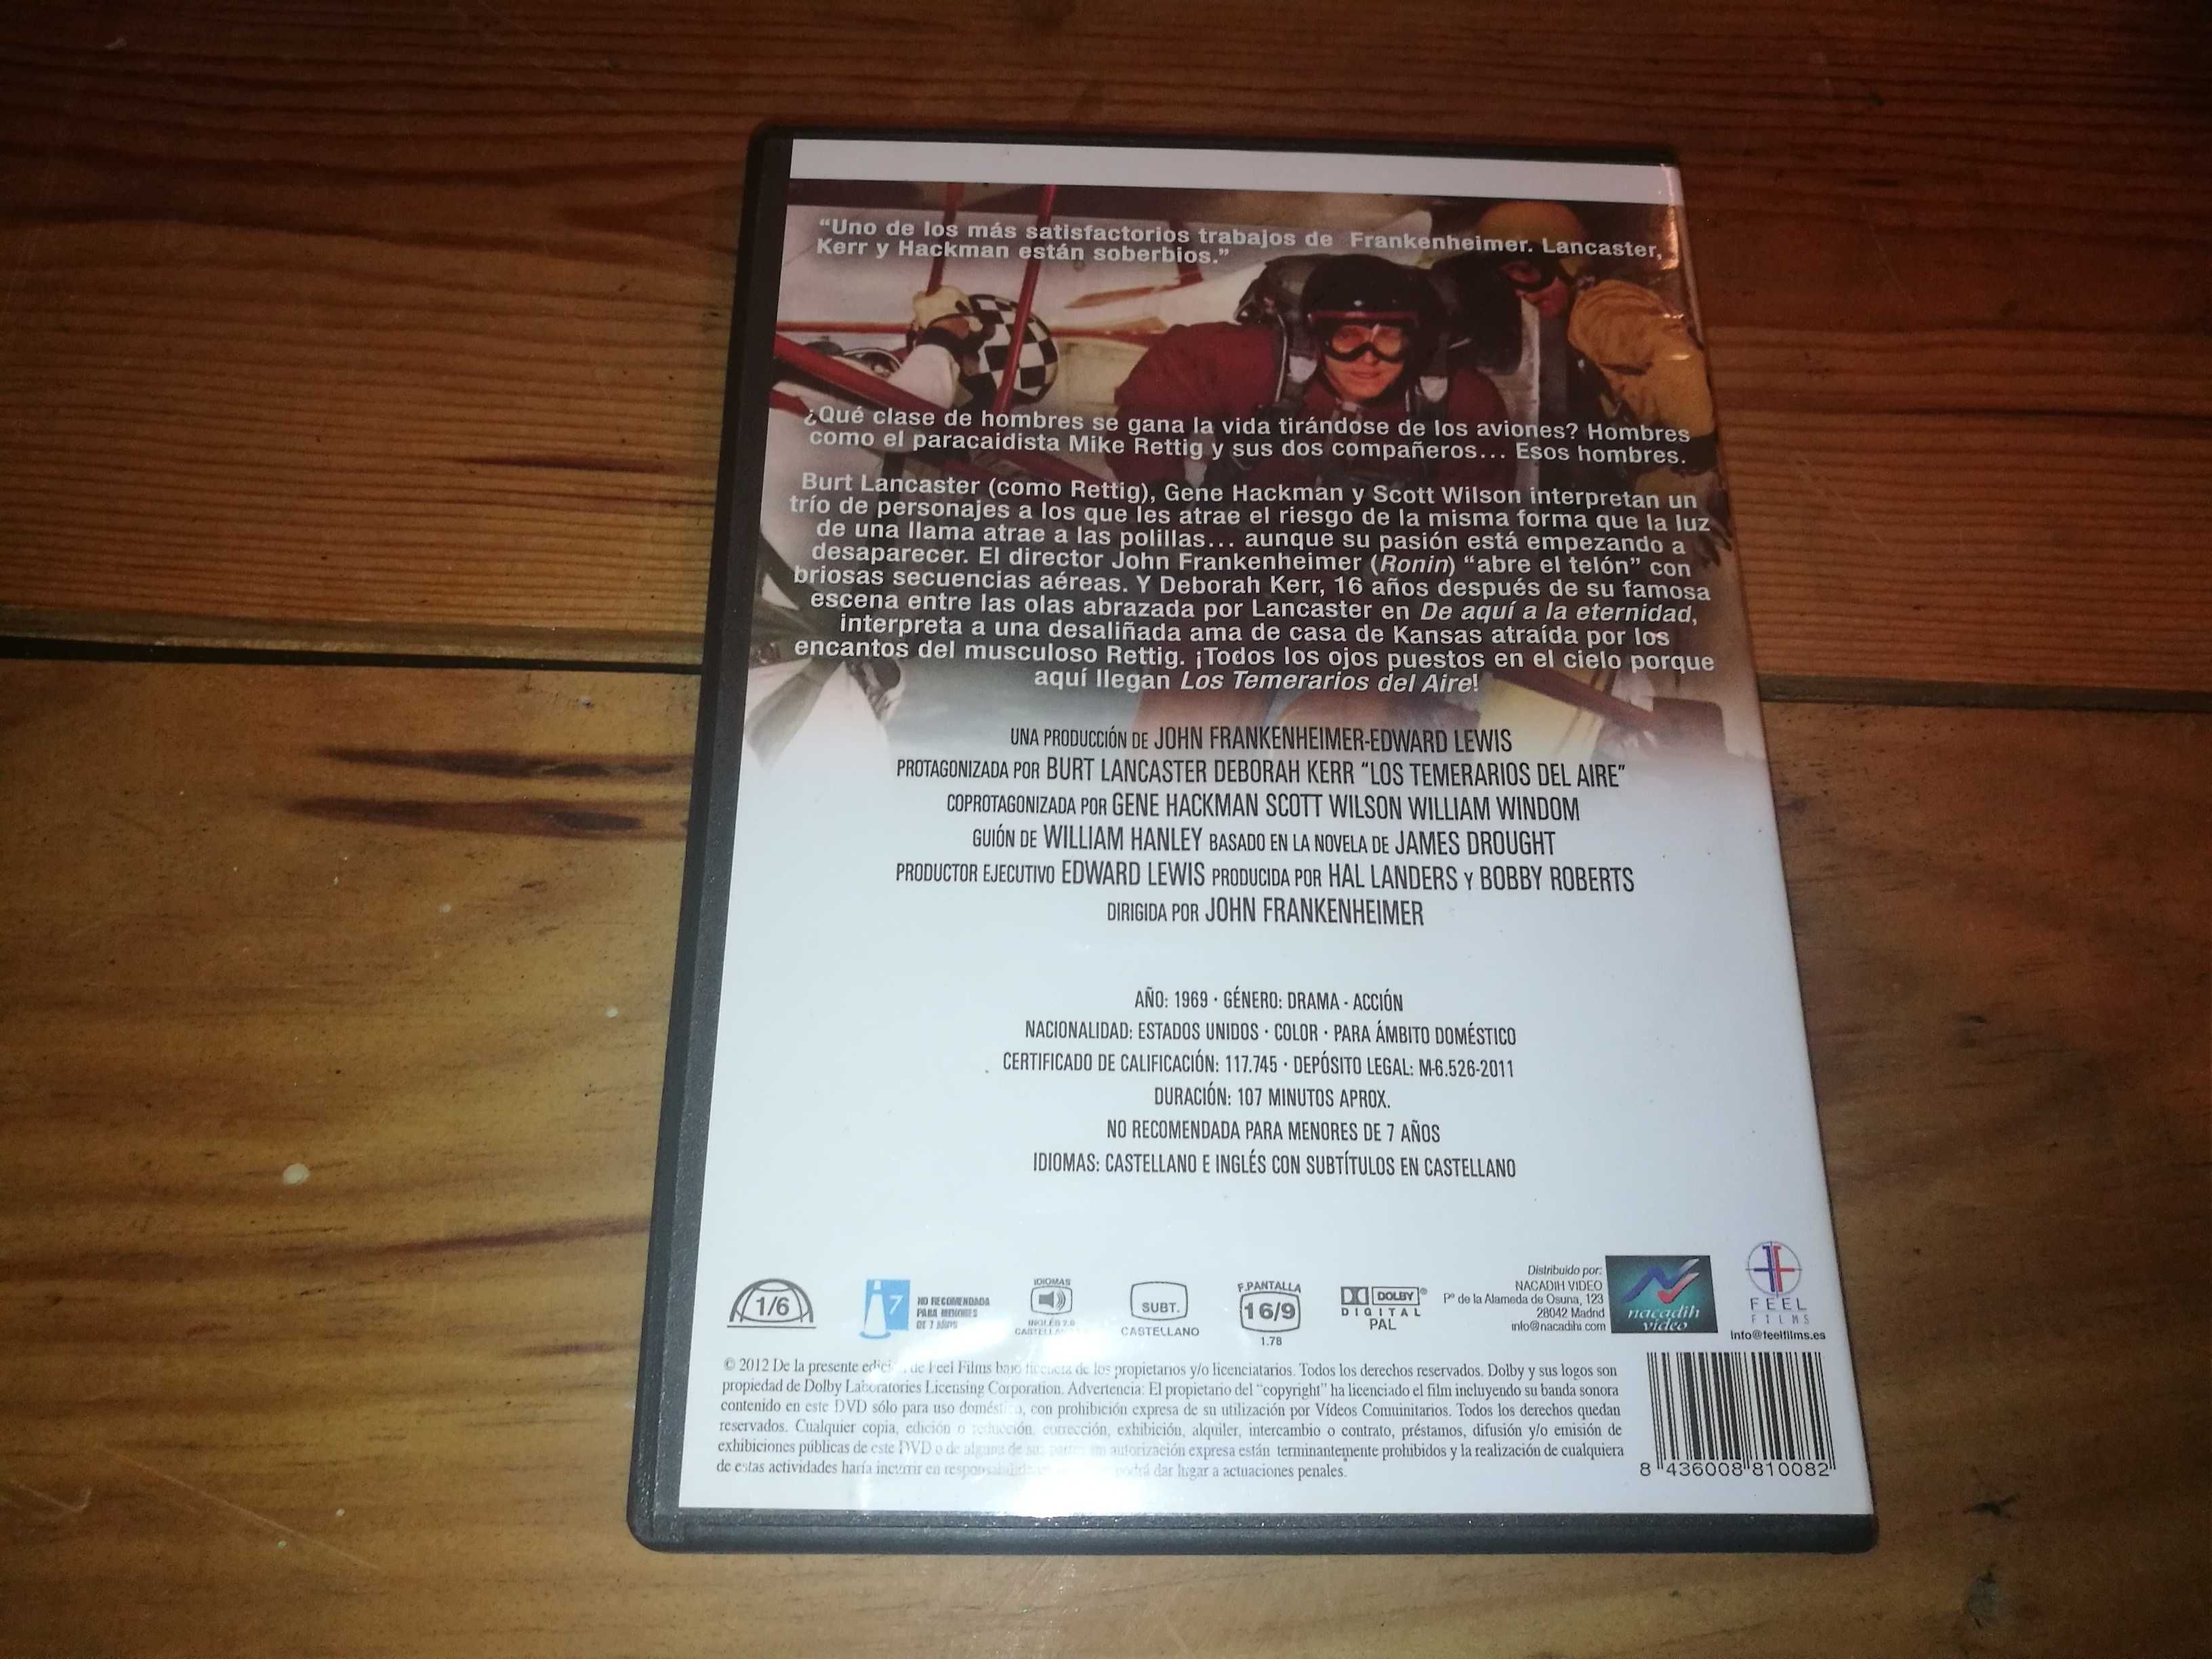 “Uno de los más satisfactorios trabajos de Frankenheimer. Lancaster,
Kerr y Hackman están soberbios.”
¿Qué clase de hombres se gana la vida tirándose de los aviones? Hombres
como el paracaidista Mike Rettig y sus dos compañeros... Esos hombres.
Burt Lancaster (como Rettig), Gene Hackman y Scott Wilson interpretan un
trío de personajes a los que les atrae el riesgo de la misma forma que la luz
de una llama atrae a las polillas... aunque su pasión está empezando a
desaparecer. El director John Frankenheimer (Ronin) “abre el telón” con
briosas secuencias aéreas. Y Deborah Kerr, 16 años después de su famosa
escena entre las olas abrazada por Lancaster en De aquí a la eternidad,
interpreta a una desaliñada ama de casa de Kansas atraída por los
encantos del musculoso Rettig. ¡Todos los ojos puestos en el cielo porque
aquí llegan Los Temerarios del Aire!
UNA PRODUCCIÓN DE JOHN FRANKENHEIMER-EDWARD LEWIS
PROTAGONIZADA POR BURT LANCASTER DEBORAH KERR “LOS TEMERARIOS DEL AIRE”
COPROTAGONIZADA POR GENE HACKMAN SCOTT WILSON WILLIAM WINDOM
GUIÓN DE WILLIAM HANLEY BASADO EN LA NOVELA DE JAMES DROUGHT
PRODUCTOR EJECUTIVO EDWARD LEWIS PRODUCIDA POR HAL LANDERS Y BOBBY ROBERTS
DIRIGIDA POR JOHN FRANKENHEIMER
AÑO: 1969 · GÉNERO: DRAMA - ACCIÓN
NACIONALIDAD: ESTADOS UNIDOS · COLOR · PARA ÁMBITO DOMÉSTICO
CERTIFICADO DE CALIFICACIÓN: 117.745 · DEPÓSITO LEGAL: M-6.526-2011
DURACIÓN: 107 MINUTOS APROX.
NO RECOMENDADA PARA MENORES DE 7 AÑOS
IDIOMAS: CASTELLANO E INGLÉS CON SUBTÍTULOS EN CASTELLANO
1/6
7
NO RECOMENDADA
PARA MENORES
DE 7 AÑOS
IDIOMAS
INGLÉS 2.0
SUBT.
CASTELLANO
F.PANTALLA
16/9
1.78
DOLBY®
DIGITAL
PAL
Distribuido por:
NACADIH VIDEO
Pº de la Alameda de Osuna, 123
28042 Madrid
info@nacadih.com
nacadih
video
FEEL
FILMS
info@feelfilms.es
© 2012 De la presente de Feel Films bajo licencia de los propietarios y/o licenciatarios. Todos los derechos reservados. Dolby y sus logos son
propiedad de Dolby Laboratories Licensing Corporation. Advertencia: El propietario del “copyright” ha licenciado el film incluyendo su banda sonora
contenido en este DVD sólo para uso doméstico, con prohibición expresa de su utilización por Vídeos Comunitarios. Todos los derechos quedan
reservados. Cualquier copia, edición o reducción, corrección, exhibición, alquiler, intercambio o contrato, préstamos, difusión y/o emisión de
exhibiciones públicas de este DVD o de alguna de sus partes sin autorización expresa están terminantemente prohibidos y la realización de cualquiera
de estas actividades haría incurrir en podrá dar lugar a actuaciones penales.
8 436008 810082